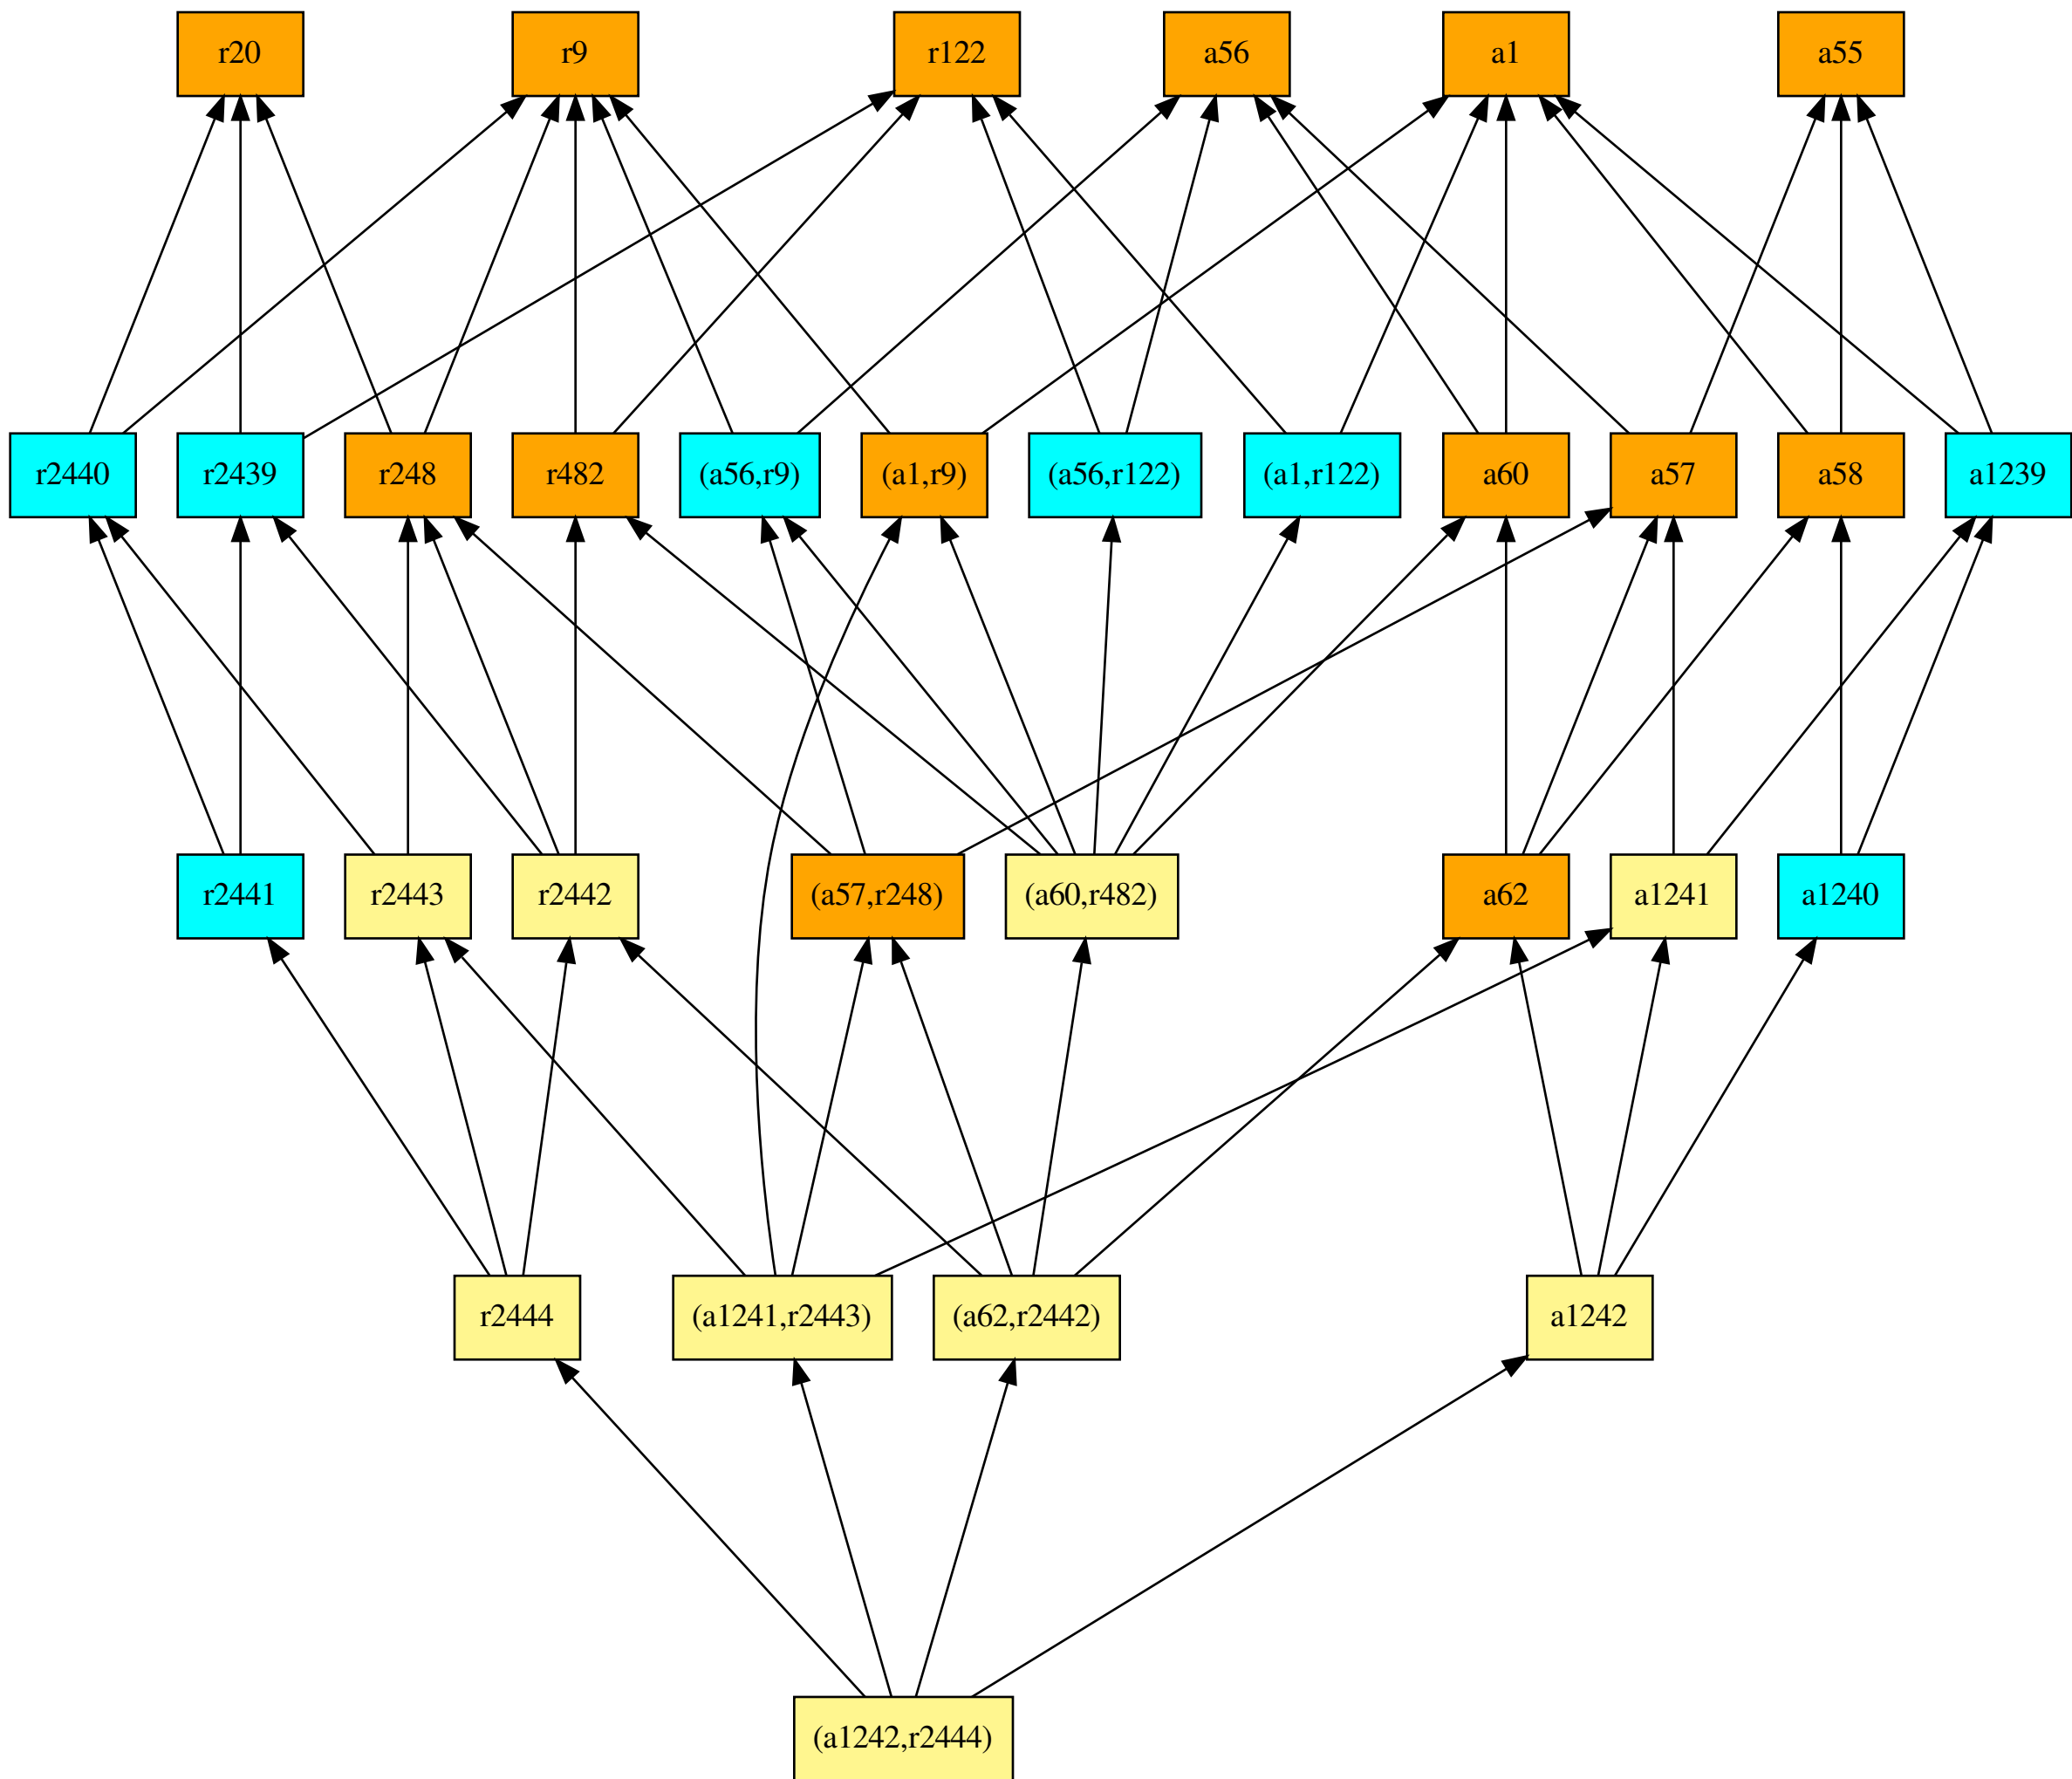 r20
r9
r122
a56
a1
a55
r2440
r2439
r248
r482
(a56,r9)
(a1,r9)
(a56,r122)
(a1,r122)
a60
a57
a58
a1239
r2441
r2443
r2442
(a57,r248)
(a60,r482)
a62
a1241
a1240
r2444
(a1241,r2443)
(a62,r2442)
a1242
(a1242,r2444)